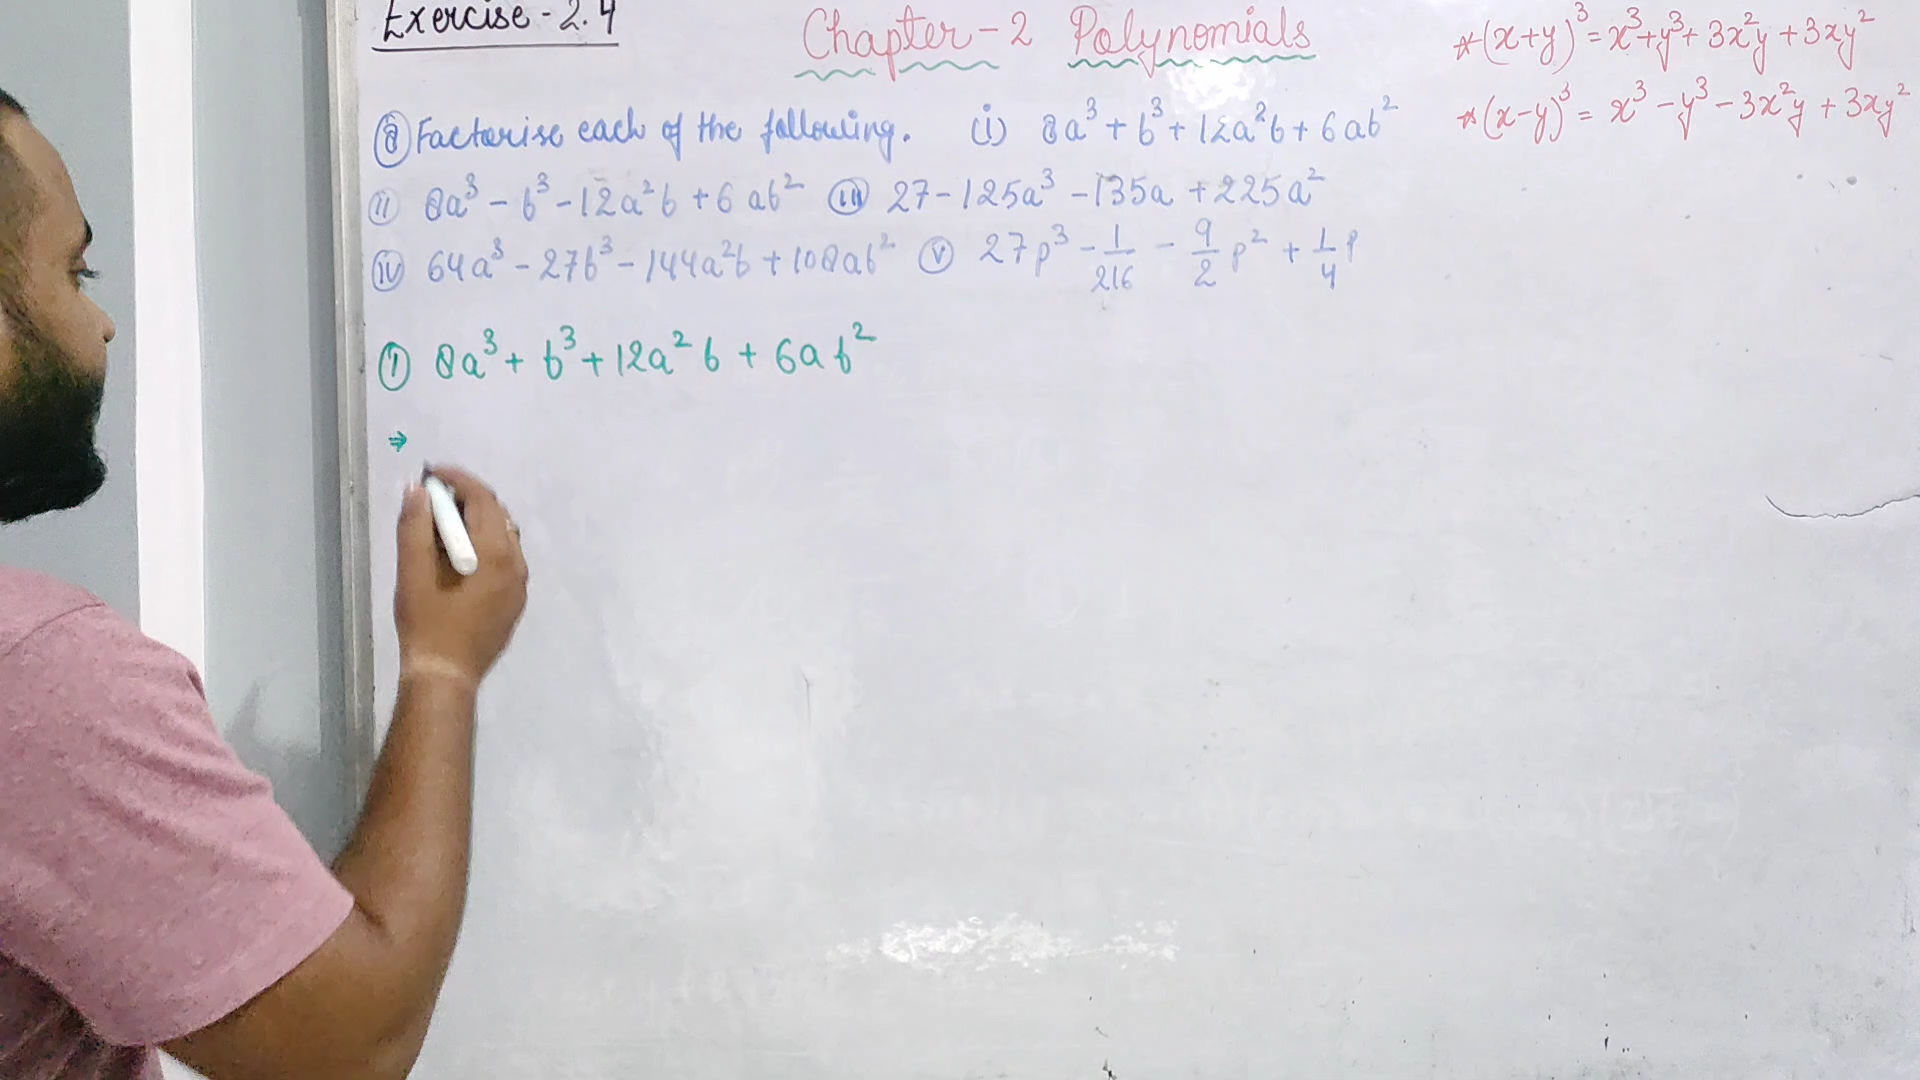 Exercise - 2.4
Chapter - 2 Polynomials
* (x+y)³ = x³+y³+ 3x²y + 3xy²
* (x-y)³ = x³ - y³ - 3x²y + 3xy²
⑧ Factorise each of the following. (i) 8a³ + b³ + 12a²b + 6ab²
(ii) 8a³ - b³ - 12a²b + 6ab² (iii) 27 - 125a³ - 135a + 225a²
(iv) 64a³ - 27b³ - 144a²b + 108ab² (v) 27p³ - 1/216 - 9/2 p² + 1/4 p
(i) 8a³ + b³ + 12a²b + 6ab²
⇒